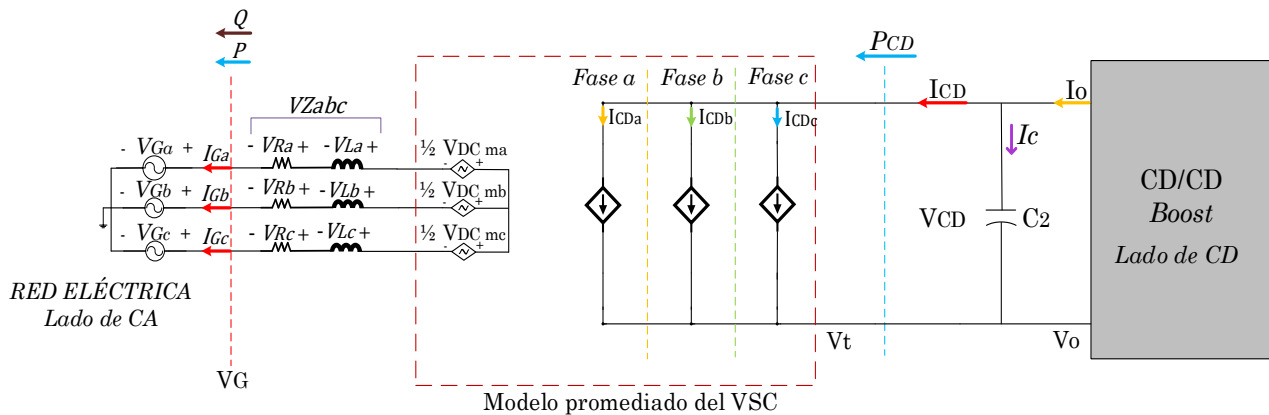 Q
P
VZabc
- VGa +
IGa
- VRa +
-VLa+
½ VDC ma
- +
- VGb +
IGb
- VRb +
-VLb+
½ VDC mb
- +
- VGc +
IGc
- VRc +
-VLc+
½ VDC mc
- +
RED ELÉCTRICA
Lado de CA
VG
Fase a
Fase b
Fase c
ICDa
ICDb
ICDc
PCD
ICD
Io
Ic
VCD
C2
Vt
Vo
CD/CD
Boost
Lado de CD
Modelo promediado del VSC